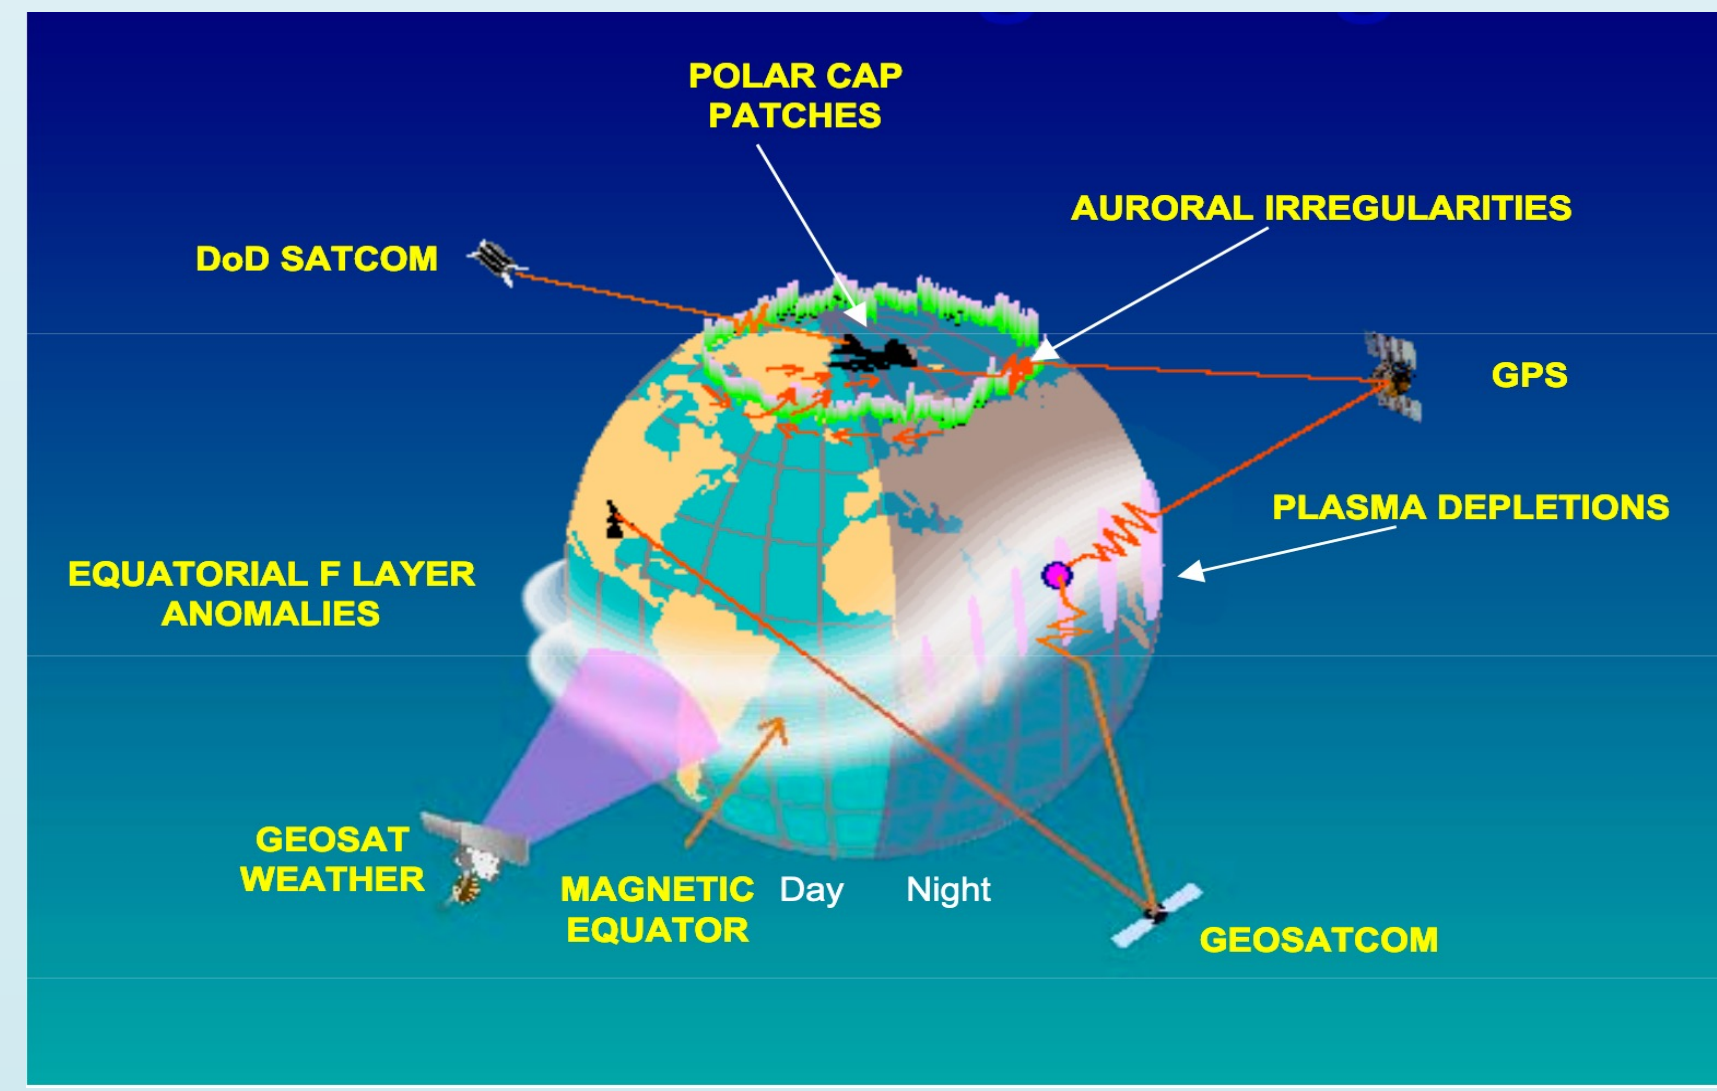 POLAR CAP
PATCHES
AURORAL IRREGULARITIES
DoD SATCOM
GPS
PLASMA DEPLETIONS
EQUATORIAL F LAYER
ANOMALIES
GEOSAT
WEATHER
MAGNETIC
EQUATOR
Day
Night
GEOSATCOM